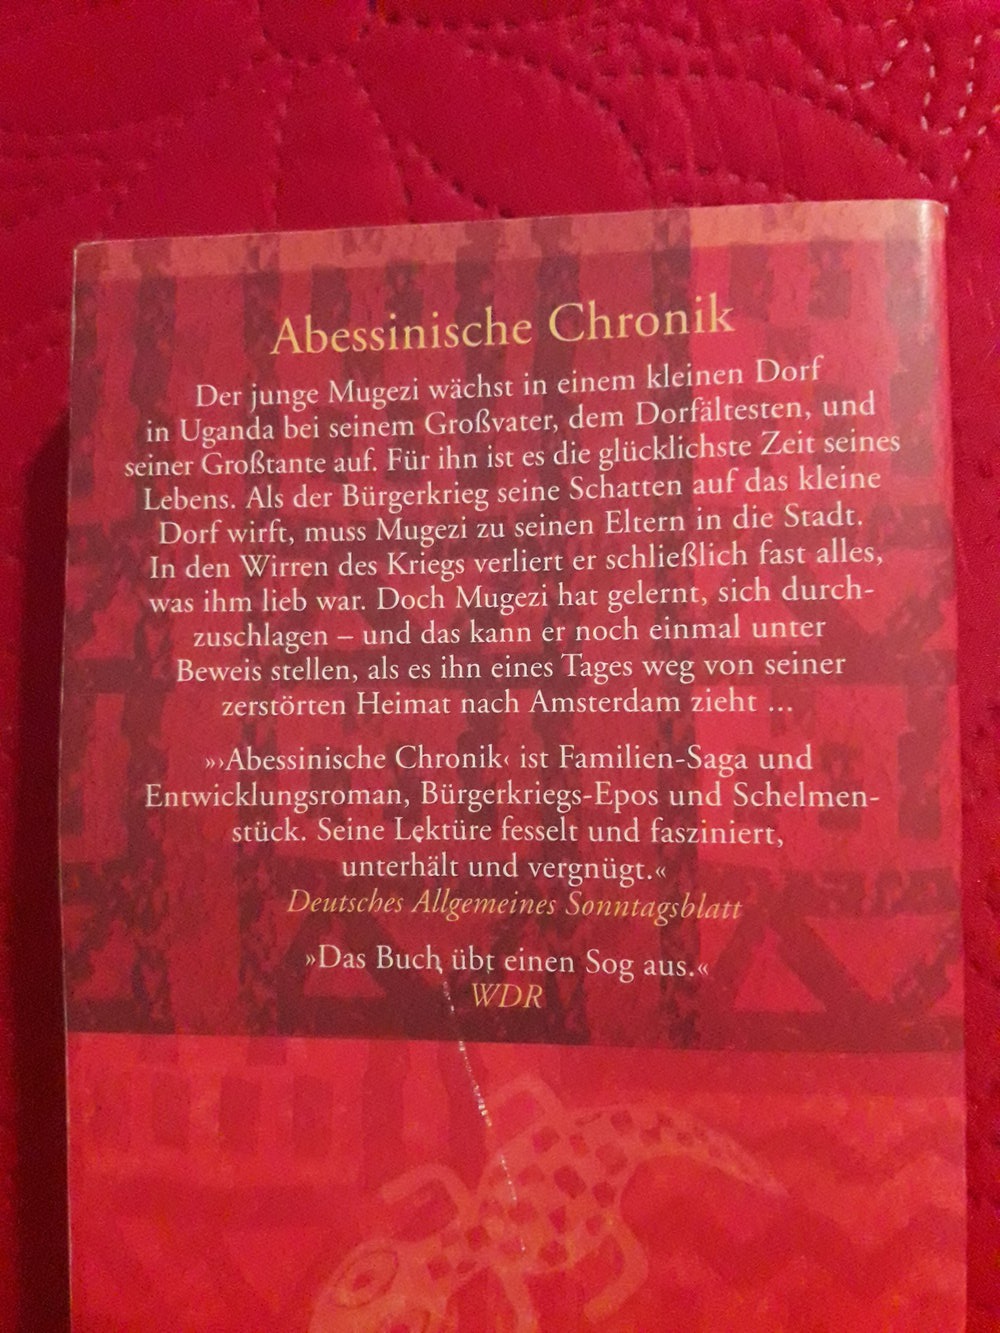 Abessinische Chronik
Der junge Mugezi wächst in einem kleinen Dorf
in Uganda bei seinem Großvater, dem Dorfältesten, und
seiner Großtante auf. Für ihn ist es die glücklichste Zeit seines
Lebens. Als der Bürgerkrieg seine Schatten auf das kleine
Dorf wirft, muss Mugezi zu seinen Eltern in die Stadt.
In den Wirren des Kriegs verliert er schließlich fast alles,
was ihm lieb war. Doch Mugezi hat gelernt, sich durch-
zuschlagen – und das kann er noch einmal unter
Beweis stellen, als es ihn eines Tages weg von seiner
zerstörten Heimat nach Amsterdam zieht ...
»›Abessinische Chronik‹ ist Familien-Saga und
Entwicklungsroman, Bürgerkriegs-Epos und Schelmen-
stück. Seine Lektüre fesselt und fasziniert,
unterhält und vergnügt.«
Deutsches Allgemeines Sonntagsblatt
»Das Buch übt einen Sog aus.«
WDR